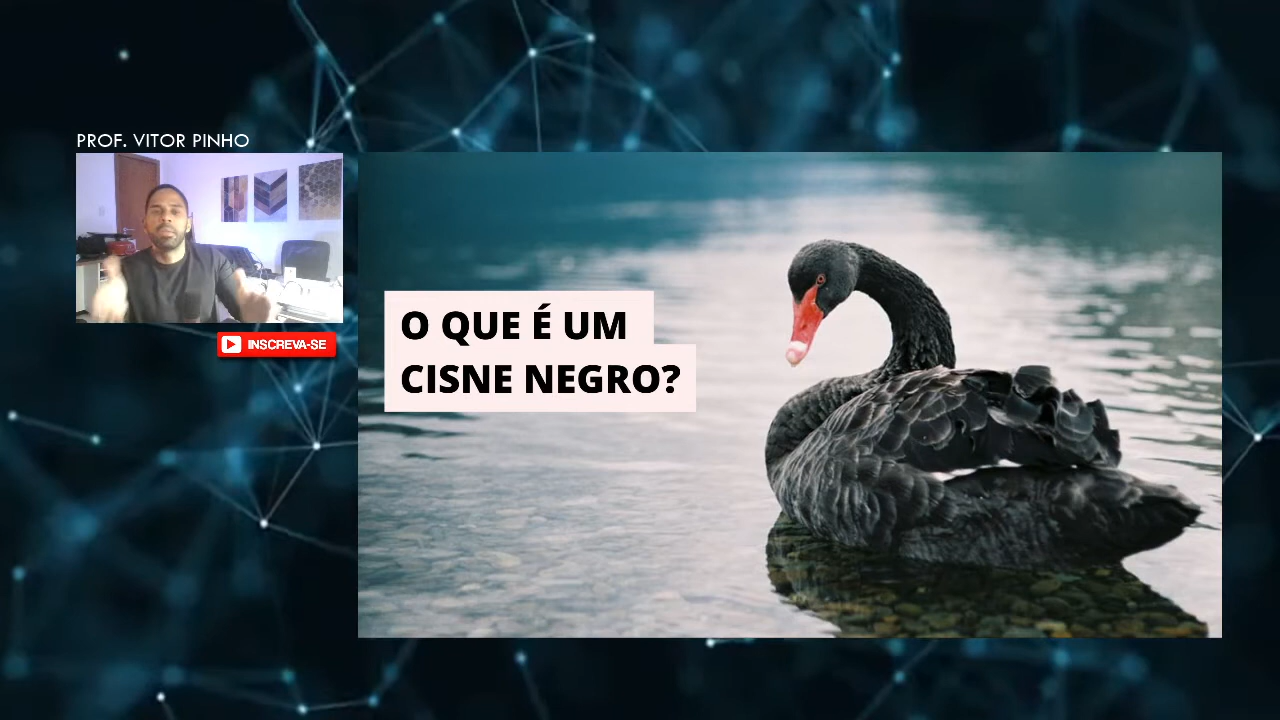 PROF. VITOR PINHO
INSCREVA-SE
O QUE É UM
CISNE NEGRO?